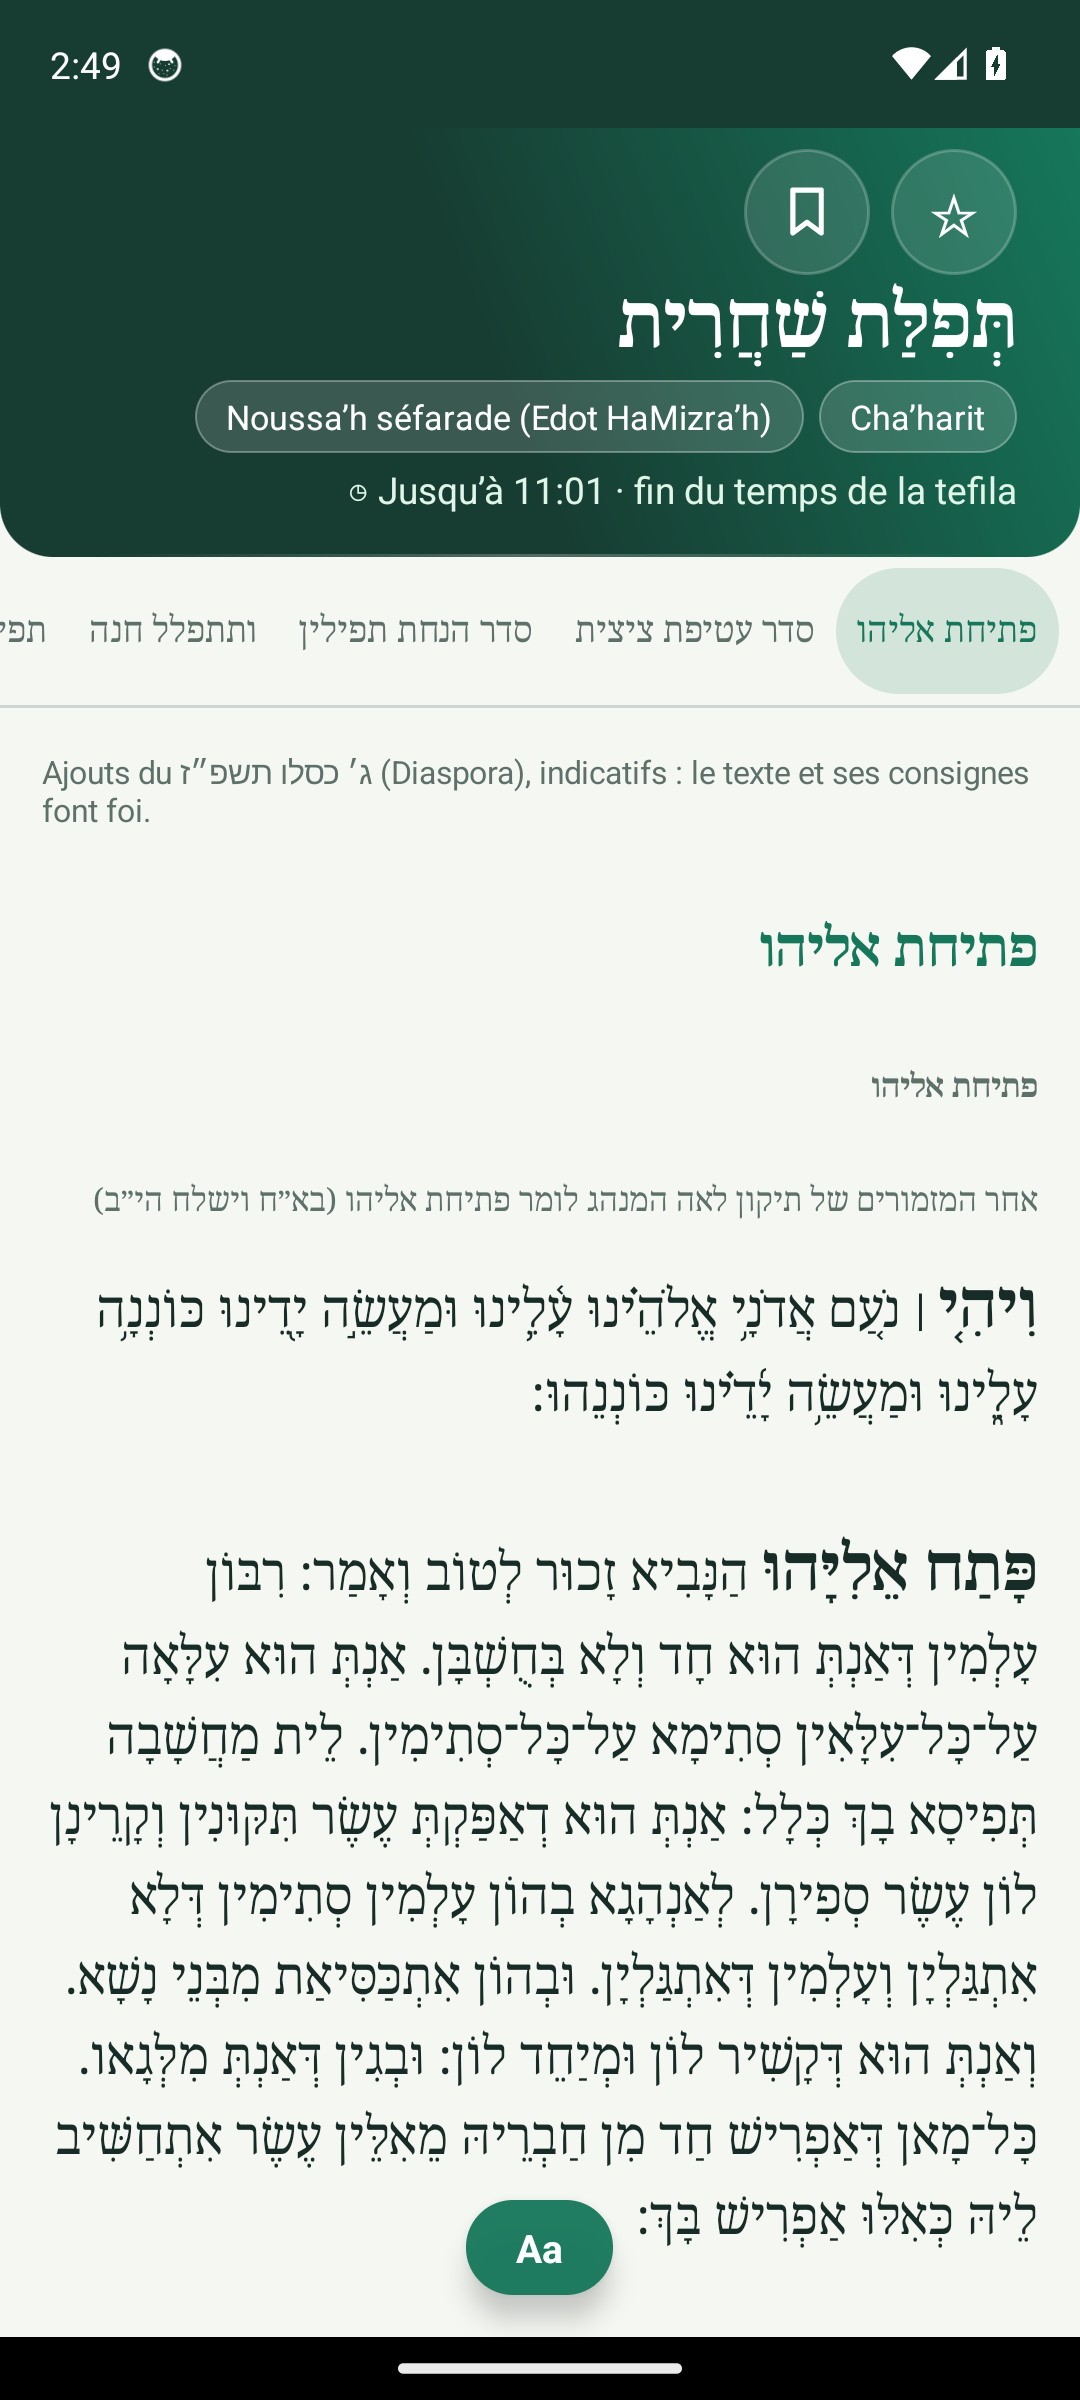 2:49
תְּפִלַּת שַׁחֲרִית
Noussa’h séfarade (Edot HaMizra’h) Cha’harit
Jusqu’à 11:01 · fin du temps de la tefila
פתיחת אליהו סדר עטיפת ציצית סדר הנחת תפילין ותתפלל חנה תפי
Ajouts du ג׳ כסלו תשפ״ז (Diaspora), indicatifs : le texte et ses consignes
font foi.
פתיחת אליהו
פתיחת אליהו
אחר המזמורים של תיקון לאה המנהג לומר פתיחת אליהו (בא״ח וישלח הי״ב)
וִיהִ֤י ׀ נֹ֤עַם אֲדֹנָ֥י אֱלֹהֵ֗ינוּ עָ֫לֵ֥ינוּ וּמַעֲשֵׂ֣ה יָ֭דֵינוּ כּוֹנְנָ֥ה
עָלֵ֑ינוּ וּמַעֲשֵׂ֥ה יָ֝דֵ֗ינוּ כּוֹנְנֵֽהוּ:
פָּתַח אֵלִיָּהוּ הַנָּבִיא זָכוּר לְטוֹב וְאָמַר: רִבּוֹן
עָלְמִין דְּאַנְתְּ הוּא חָד וְלָא בְּחֻשְׁבָּן. אַנְתְּ הוּא עִלָּאָה
עַל־כָּל־עִלָּאִין סְתִימָא עַל־כָּל־סְתִימִין. לֵית מַחֲשָׁבָה
תְּפִיסָא בָךְ כְּלָל: אַנְתְּ הוּא דְאַפַּקְתְּ עֶשֶׂר תִּקּוּנִין וְקָרֵינָן
לוֹן עֶשֶׂר סְפִירָן. לְאַנְהָגָא בְהוֹן עָלְמִין סְתִימִין דְּלָא
אִתְגַּלְיָן וְעָלְמִין דְּאִתְגַּלְיָן. וּבְהוֹן אִתְכַּסִּיאַת מִבְּנֵי נָשָׁא.
וְאַנְתְּ הוּא דְּקָשִׁיר לוֹן וּמְיַחֵד לוֹן: וּבְגִין דְּאַנְתְּ מִלְּגָאו.
כָּל־מָאן דְּאַפְרִישׁ חַד מִן חַבְרֵיהּ מֵאִלֵּין עֶשֶׂר אִתְחַשִּׁיב
לֵיהּ כְּאִלּוּ אַפְרִישׁ בָּךְ:
Aa